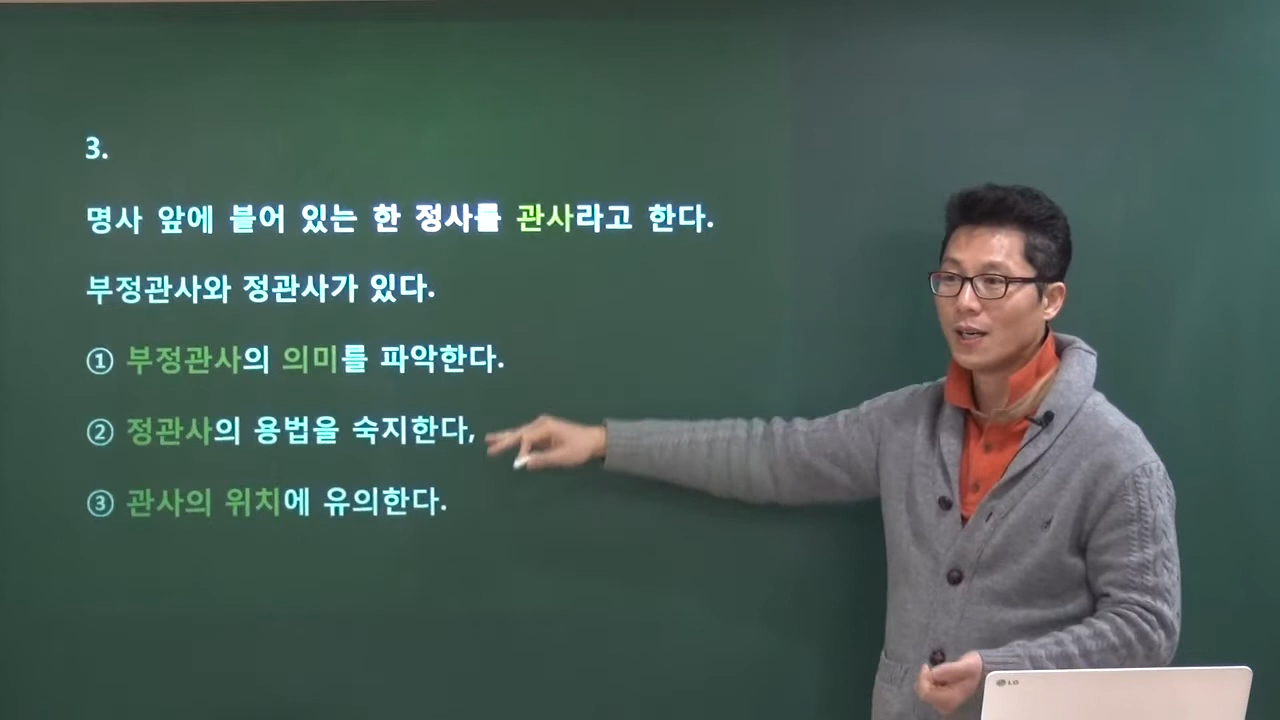 3.
명사 앞에 붙어 있는 한 정사를 관사라고 한다.
부정관사와 정관사가 있다.
① 부정관사의 의미를 파악한다.
② 정관사의 용법을 숙지한다,
③ 관사의 위치에 유의한다.
LG